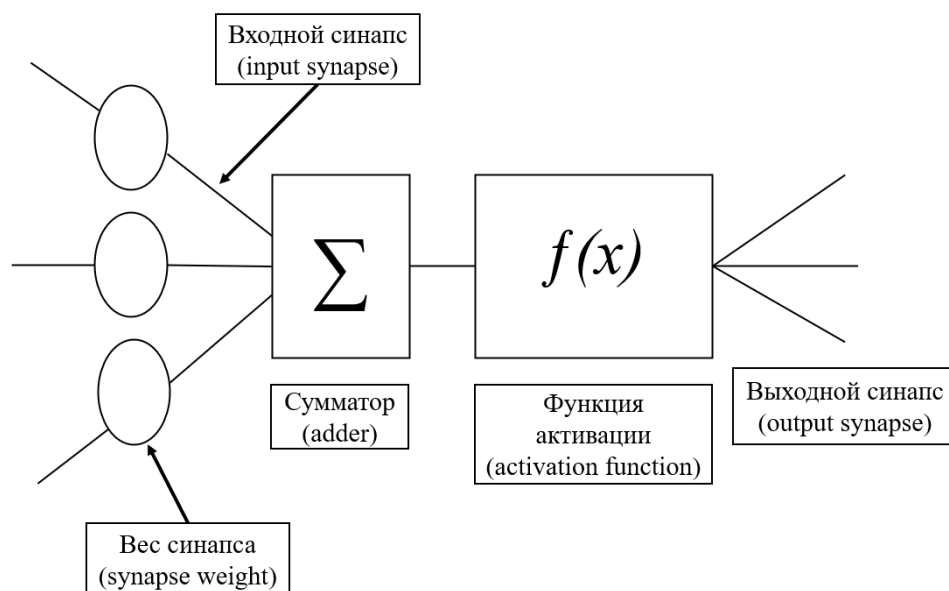 Входной синапс
(input synapse)
∑
f(x)
Сумматор
(adder)
Функция
активации
(activation function)
Выходной синапс
(output synapse)
Вес синапса
(synapse weight)